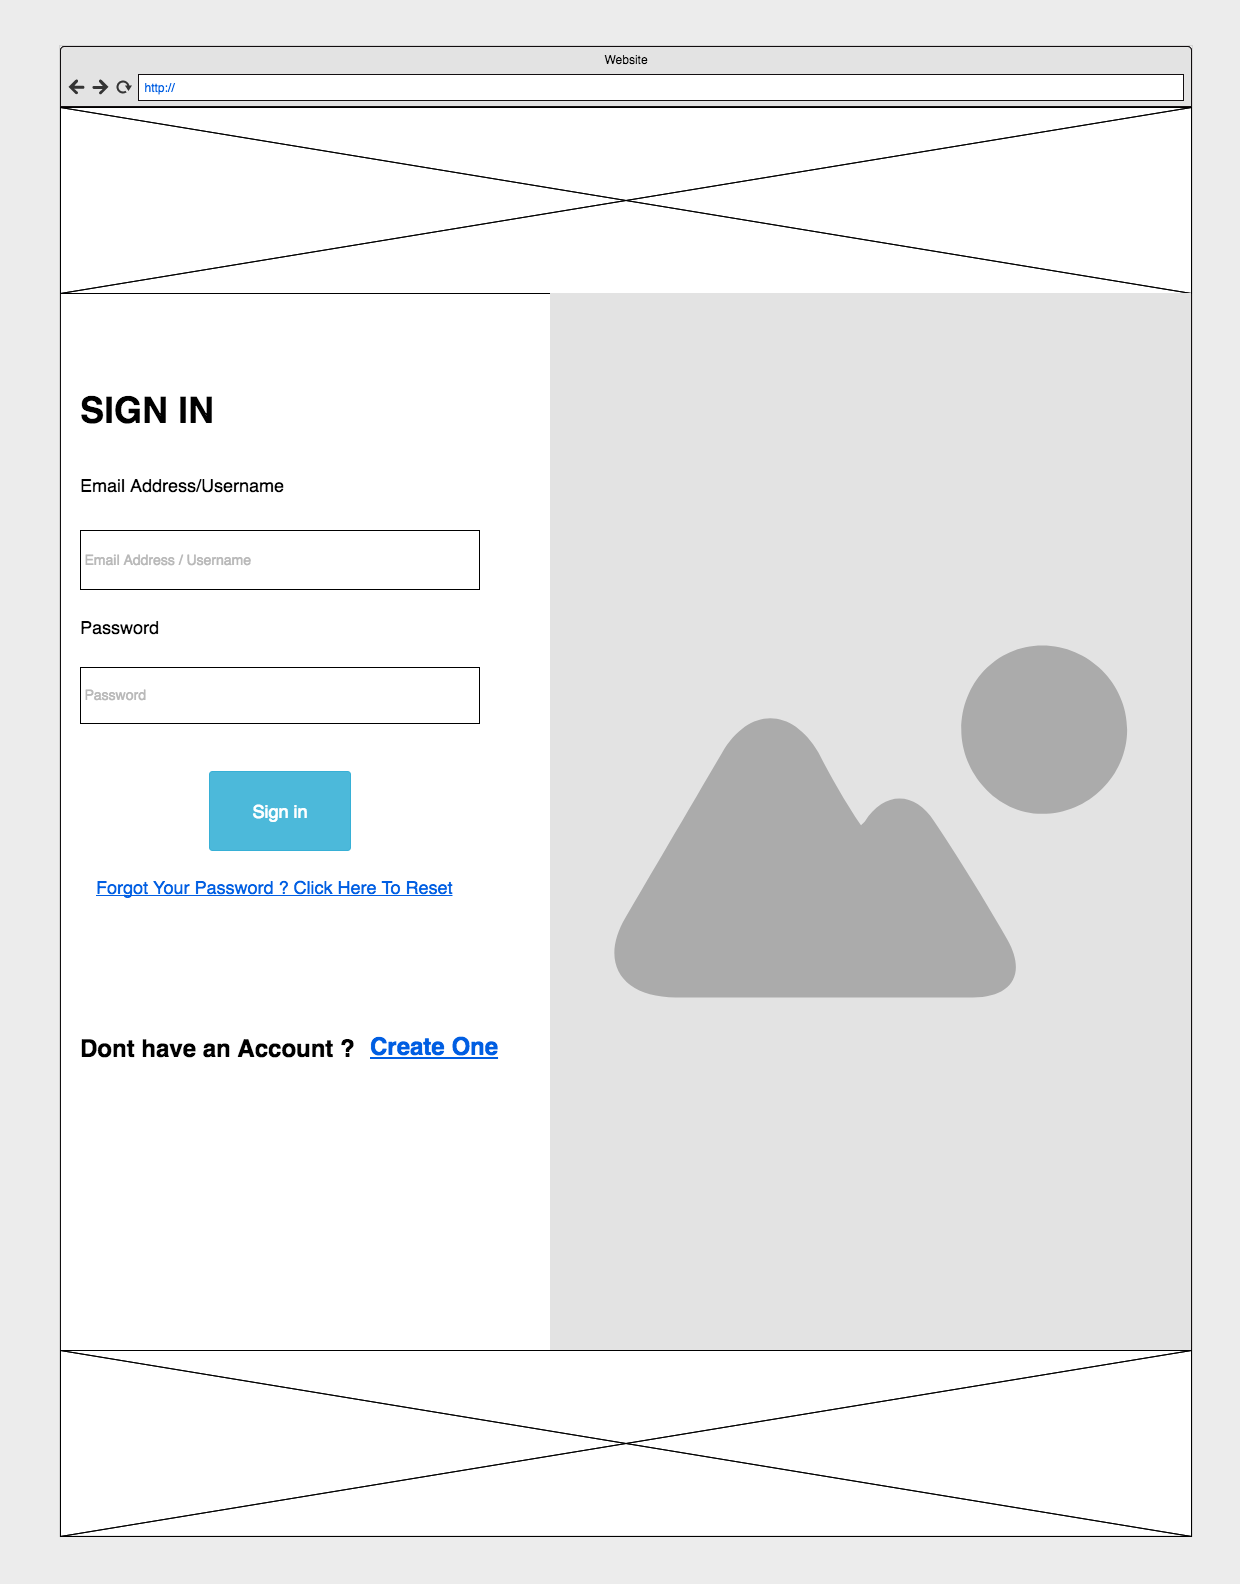 Website
http://
SIGN IN
Email Address/Username
Email Address / Username
Password
Password
Sign in
Forgot Your Password ? Click Here To Reset
Dont have an Account ? Create One